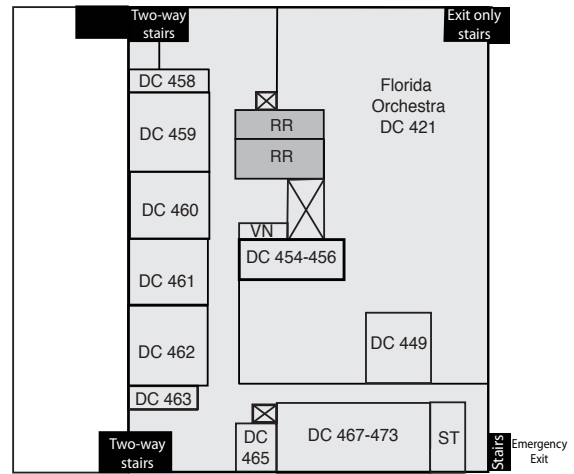 Two-way
stairs
Exit only
stairs
DC 458
Florida
Orchestra
DC 421
DC 459
RR
RR
DC 460
VN
DC 454-456
DC 461
DC 462
DC 449
DC 463
Two-way
stairs
DC
465
DC 467-473
ST
Stairs
Emergency
Exit